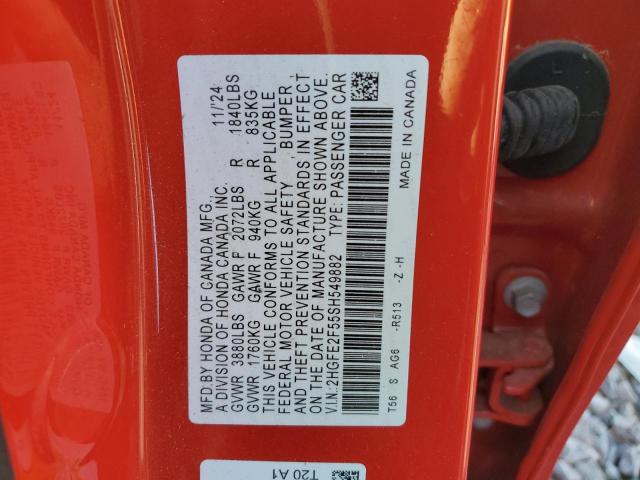 MFD.BY HONDA OF CANADA MFG. 11/'24
A DIVISION OF HONDA CANADA INC.
GVWR 3880LBS GAWR F 2072LBS R 1840LBS
GVWR 1760KG GAWR F 940KG R 835KG
THIS VEHICLE CONFORMS TO ALL APPLICABLE
FEDERAL MOTOR VEHICLE SAFETY BUMPER,
AND THEFT PREVENTION STANDARDS IN EFFECT
ON THE DATE OF MANUFACTURE SHOWN ABOVE.
V.I.N.:2HGFE2F55SH549882 TYPE: PASSENGER CAR
T56 S AG6 -R513 -Z -H MADE IN CANADA
T20 A1
L